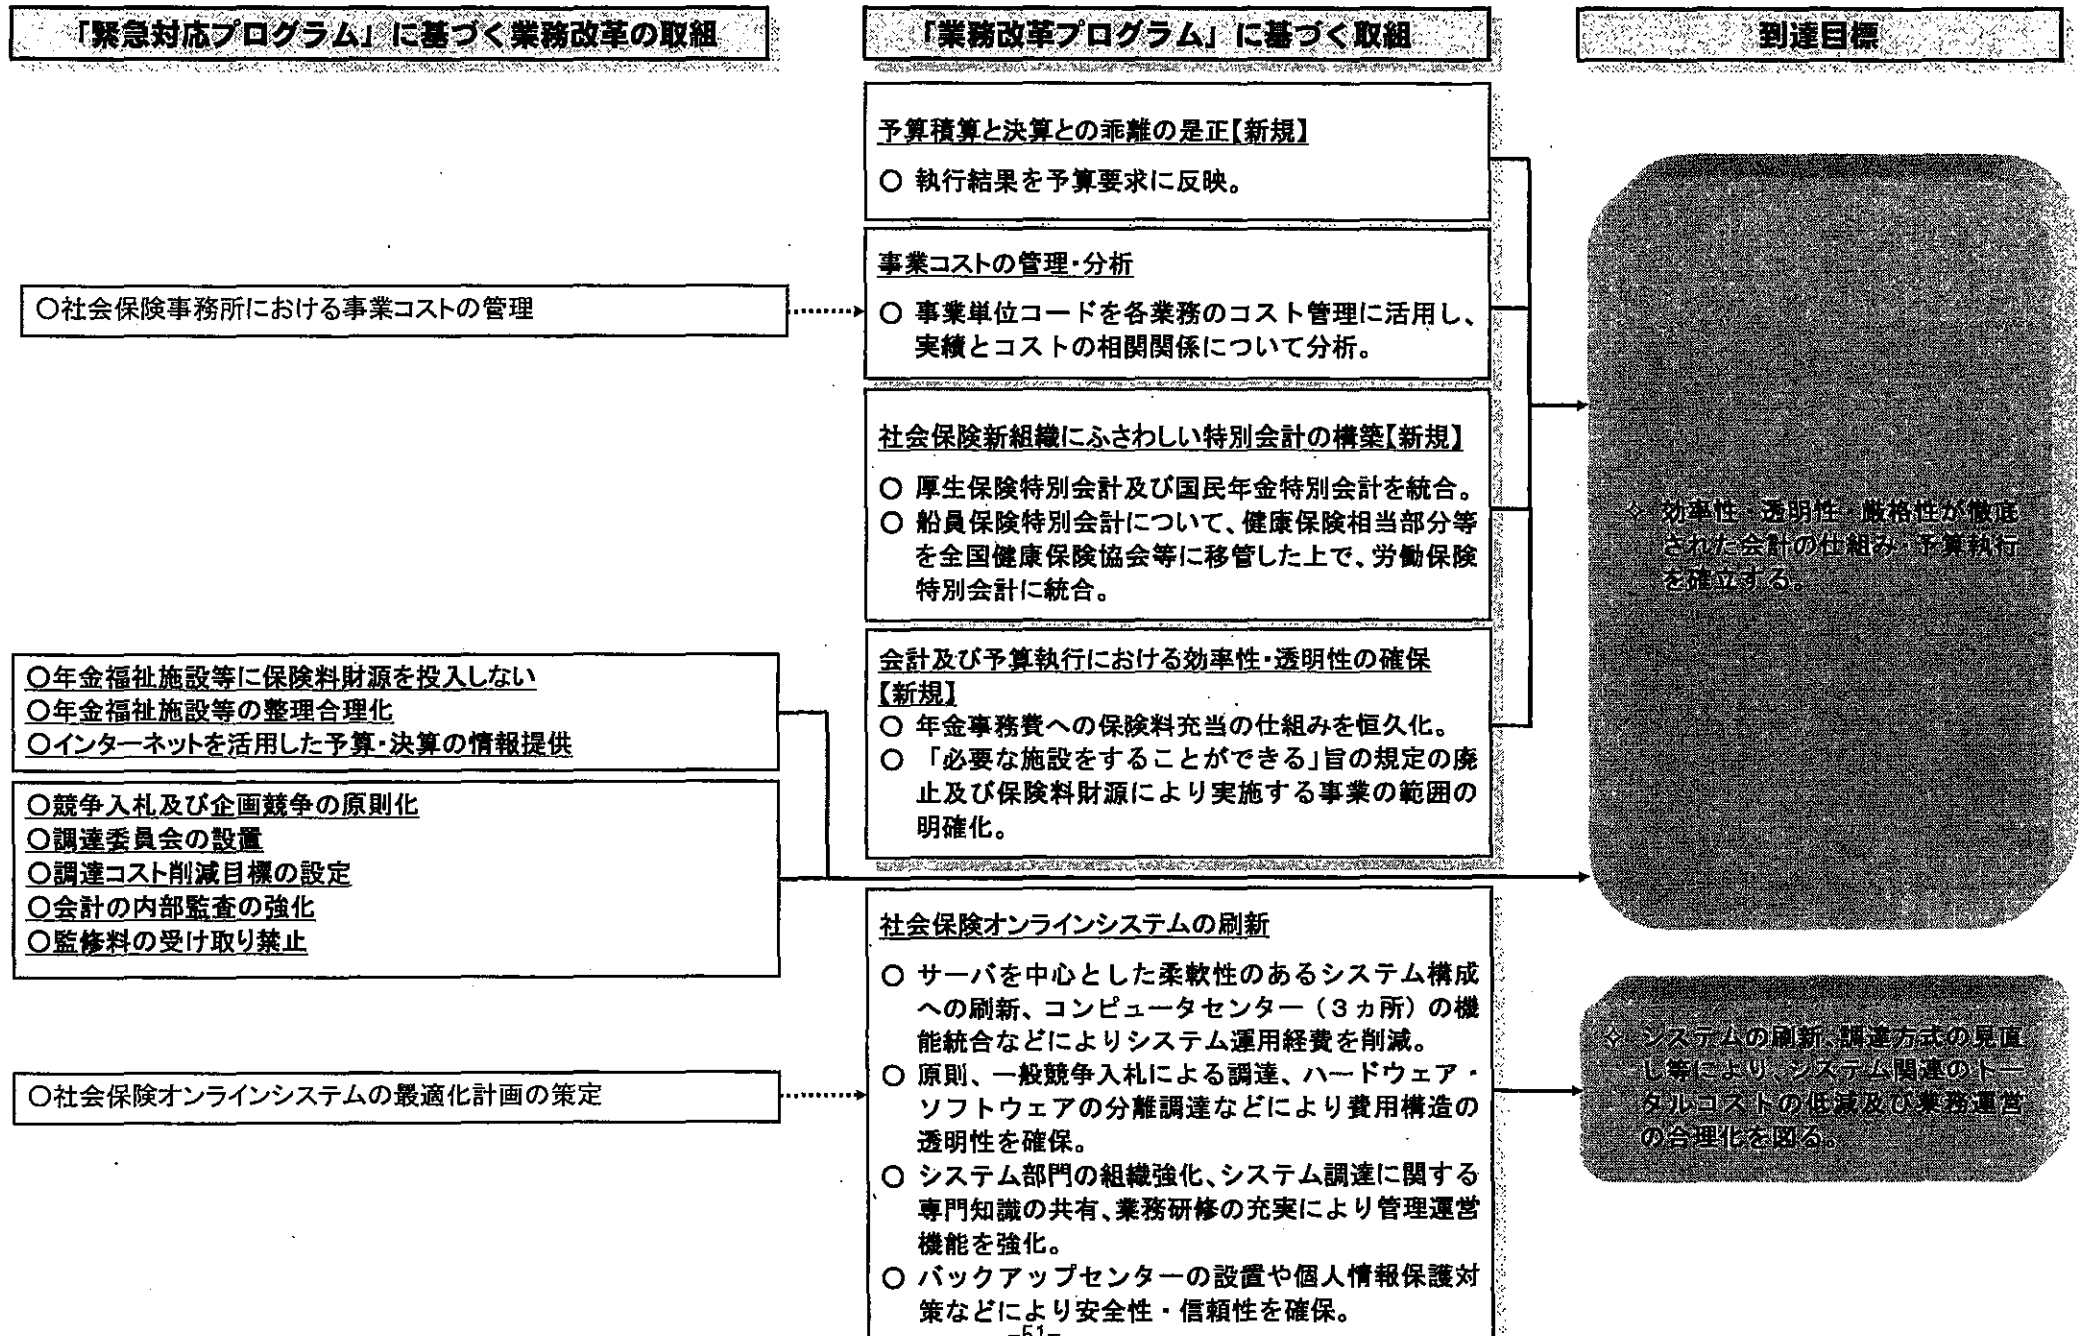 「緊急対応プログラム」に基づく業務改革の取組
○社会保険事務所における事業コストの管理
○年金福祉施設等に保険料財源を投入しない
○年金福祉施設等の整理合理化
○インターネットを活用した予算・決算の情報提供
○競争入札及び企画競争の原則化
○調達委員会の設置
○調達コスト削減目標の設定
○会計の内部監査の強化
○監修料の受け取り禁止
○社会保険オンラインシステムの最適化計画の策定
「業務改革プログラム」に基づく取組
予算積算と決算との乖離の是正【新規】
○ 執行結果を予算要求に反映。
事業コストの管理・分析
○ 事業単位コードを各業務のコスト管理に活用し、
実績とコストの相関関係について分析。
社会保険新組織にふさわしい特別会計の構築【新規】
○ 厚生保険特別会計及び国民年金特別会計を統合。
○ 船員保険特別会計について、健康保険相当部分等
を全国健康保険協会等に移管した上で、労働保険
特別会計に統合。
会計及び予算執行における効率性・透明性の確保
【新規】
○ 年金事務費への保険料充当の仕組みを恒久化。
○ 「必要な施設をすることができる」旨の規定の廃
止及び保険料財源により実施する事業の範囲の
明確化。
社会保険オンラインシステムの刷新
○ サーバを中心とした柔軟性のあるシステム構成
への刷新、コンピュータセンター（３ヵ所）の機
能統合などによりシステム運用経費を削減。
○ 原則、一般競争入札による調達、ハードウェア・
ソフトウェアの分離調達などにより費用構造の
透明性を確保。
○ システム部門の組織強化、システム調達に関する
専門知識の共有、業務研修の充実により管理運営
機能を強化。
○ バックアップセンターの設置や個人情報保護対
策などにより安全性・信頼性を確保。
到達目標
◇ 効率性・透明性・厳格性が徹底
された会計の仕組み・予算執行
を確立する。
◇ システムの刷新、調達方式の見直
し等により、システム関連のトー
タルコストの低減及び業務運営
の合理化を図る。
-51-